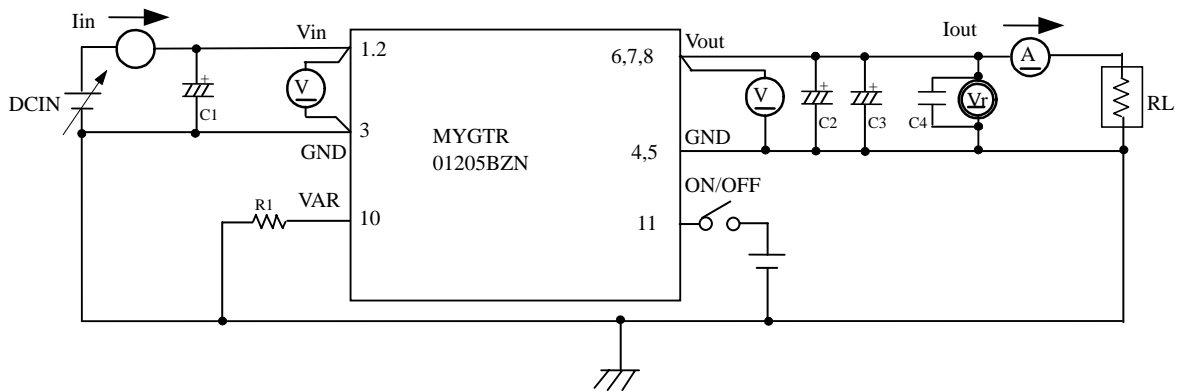 Iin
Vin
1.2
DCIN
C1
V
3
GND
MYGTR
01205BZN
R1
VAR
10
Vout
6,7,8
V
C2
C3
C4
Vr
Iout
A
RL
GND
4,5
ON/OFF
11